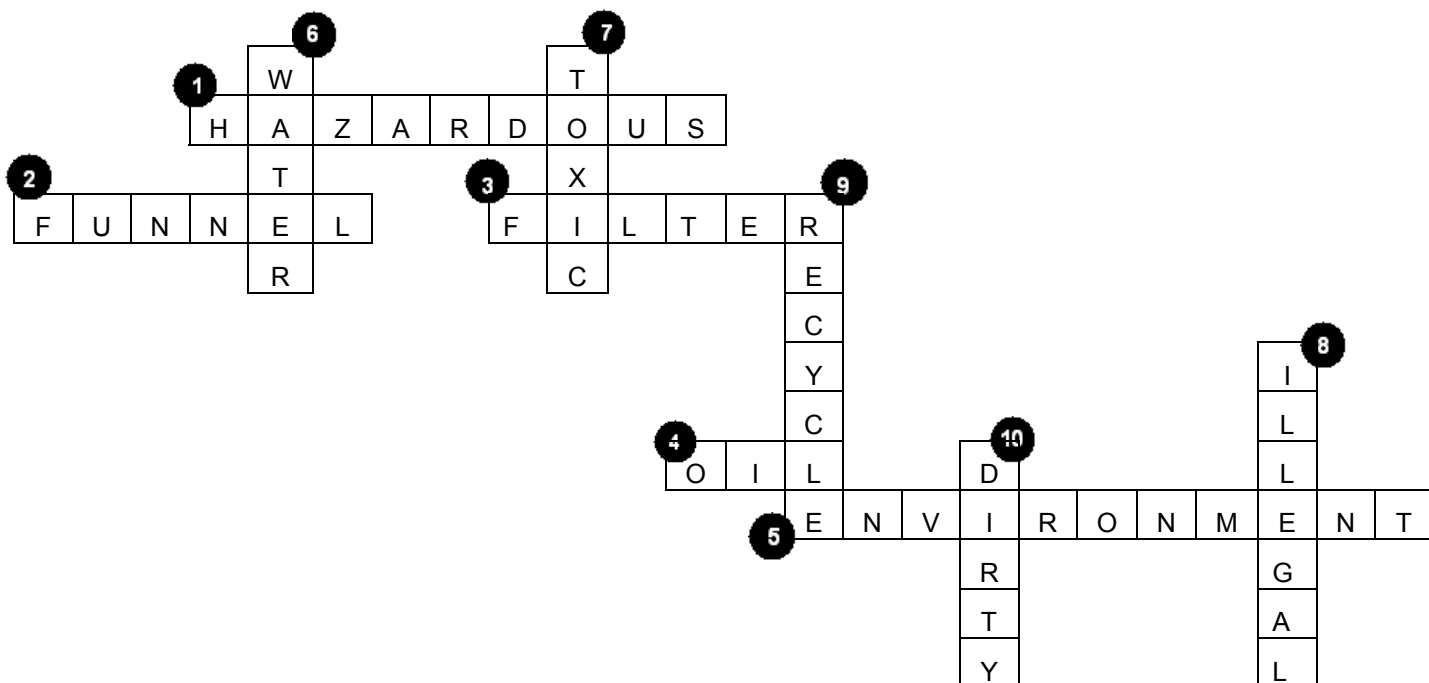 6 7
W T
1
H A Z A R D O U S
2 T 3 X 9
F U N N E L F I L T E R
R C E
C
Y 8
I
C L
4 10
O I L D L
5 E N V I R O N M E N T
R G
T A
Y L